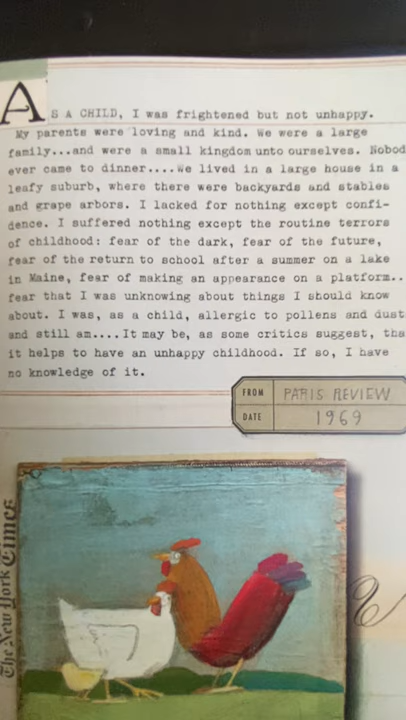 AS A CHILD, I was frightened but not unhappy.
My parents were loving and kind. We were a large
family...and were a small kingdom unto ourselves. Nobod
ever came to dinner....We lived in a large house in a
leafy suburb, where there were backyards and stables
and grape arbors. I lacked for nothing except confi-
dence. I suffered nothing except the routine terrors
of childhood: fear of the dark, fear of the future,
fear of the return to school after a summer on a lake
in Maine, fear of making an appearance on a platform..
fear that I was unknowing about things I should know
about. I was, as a child, allergic to pollens and dust
and still am....It may be, as some critics suggest, tha
it helps to have an unhappy childhood. If so, I have
no knowledge of it.
FROM PARIS REVIEW
DATE 1969
The New York Times